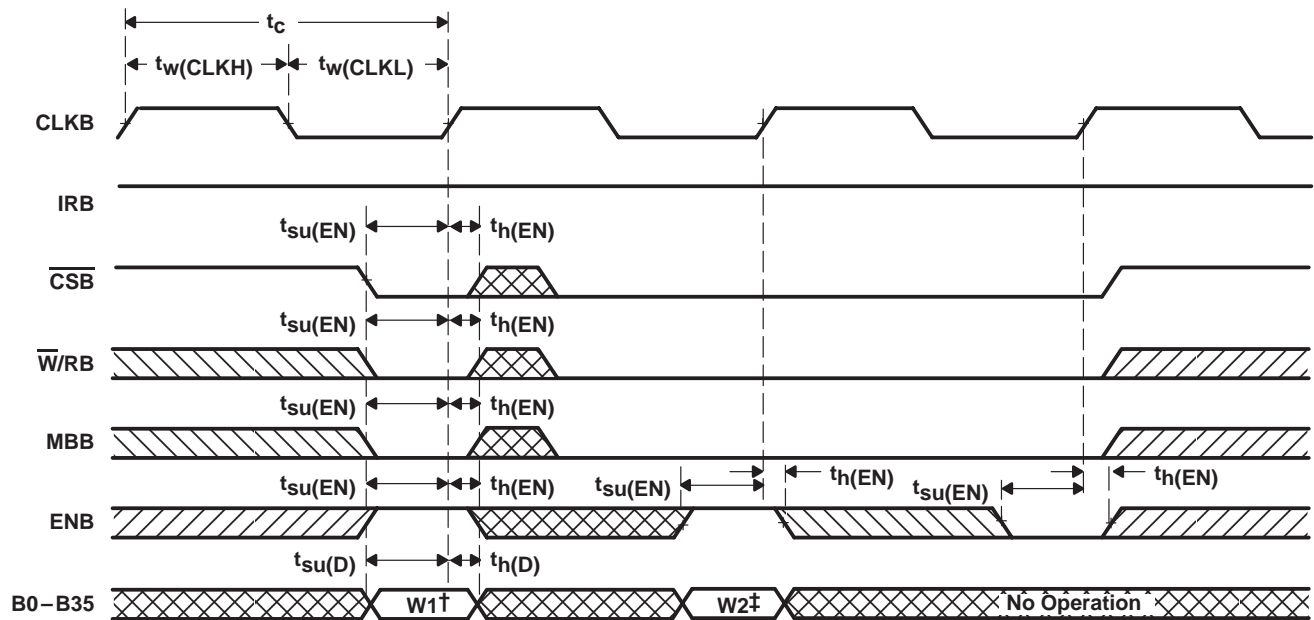 tc
tw(CLKH) tw(CLKL)
CLKB
IRB
tsu(EN) th(EN)
CSB
tsu(EN) th(EN)
W/RB
tsu(EN) th(EN)
MBB
tsu(EN) th(EN) tsu(EN) th(EN) tsu(EN) th(EN)
ENB
tsu(D) th(D)
B0–B35 W1† W2‡ No Operation